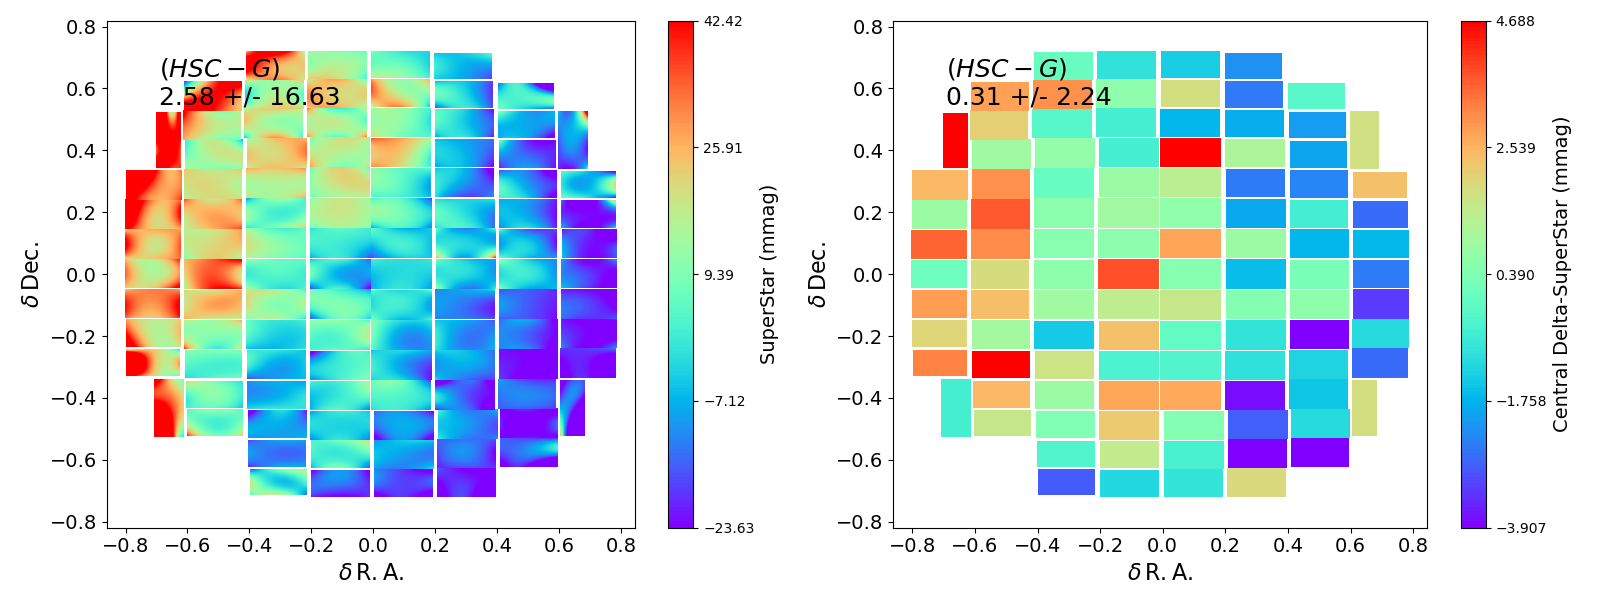 (HSC − G)
2.58 +/- 16.63
0.8
0.6
0.4
0.2
0.0
−0.2
−0.4
−0.6
−0.8
δ Dec.
−0.8 −0.6 −0.4 −0.2 0.0 0.2 0.4 0.6 0.8
δ R. A.
42.42
25.91
9.39
−7.12
−23.63
SuperStar (mmag)
(HSC − G)
0.31 +/- 2.24
0.8
0.6
0.4
0.2
0.0
−0.2
−0.4
−0.6
−0.8
δ Dec.
−0.8 −0.6 −0.4 −0.2 0.0 0.2 0.4 0.6 0.8
δ R. A.
4.688
2.539
0.390
−1.758
−3.907
Central Delta-SuperStar (mmag)